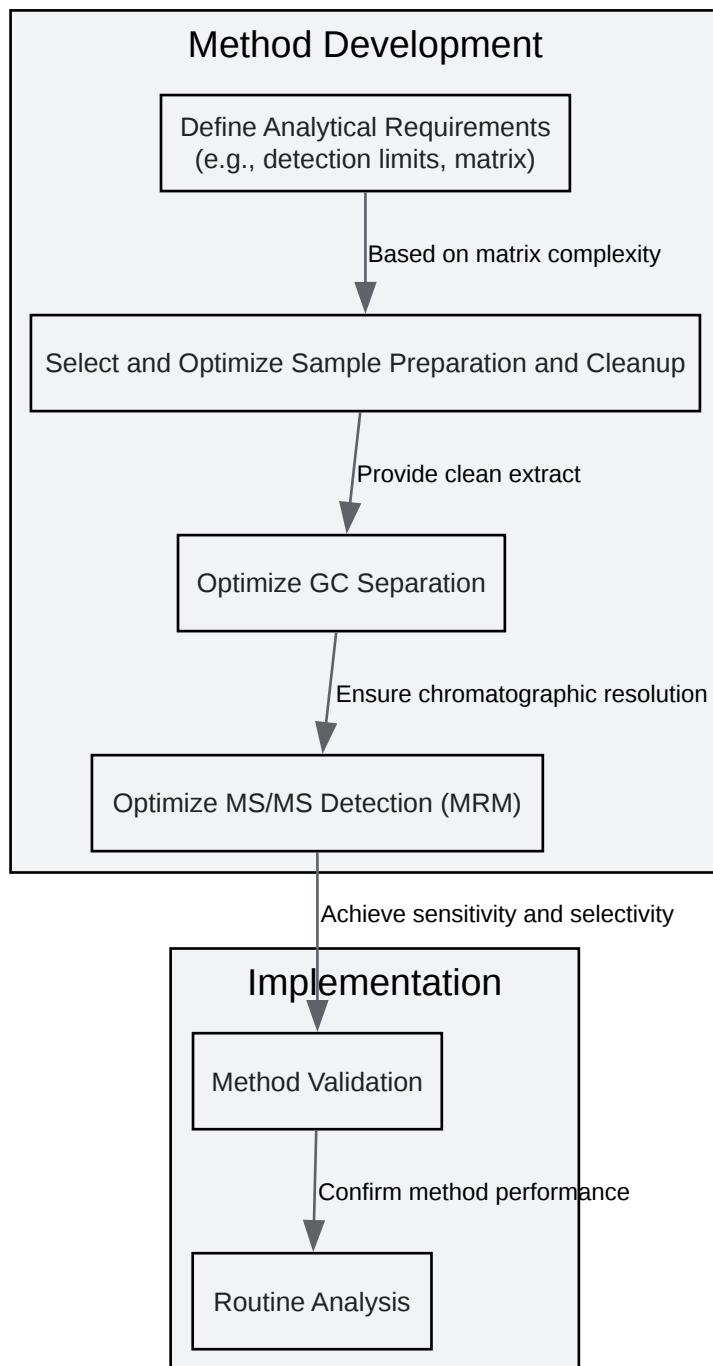 Method Development
Define Analytical Requirements
(e.g., detection limits, matrix)
Based on matrix complexity
Select and Optimize Sample Preparation and Cleanup
Provide clean extract
Optimize GC Separation
Ensure chromatographic resolution
Optimize MS/MS Detection (MRM)
Achieve sensitivity and selectivity
Implementation
Method Validation
Confirm method performance
Routine Analysis